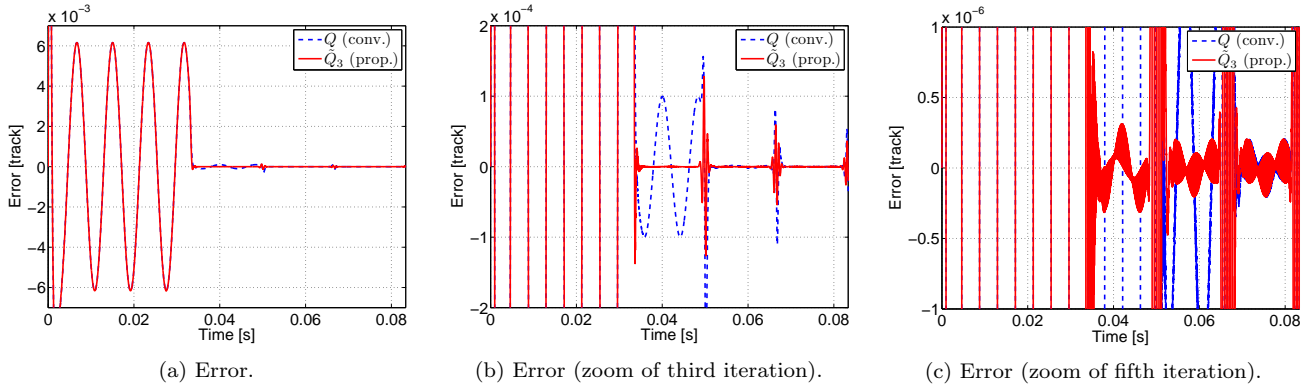 x 10⁻³
6
4
2
0
−2
−4
−6
Error [track]
0
0.02
0.04
0.06
0.08
Time [s]
Q (conv.)
Q̃₃ (prop.)
(a) Error.
x 10⁻⁴
2
1
0
−1
−2
Error [track]
0
0.02
0.04
0.06
0.08
Time [s]
Q (conv.)
Q̃₃ (prop.)
(b) Error (zoom of third iteration).
x 10⁻⁶
1
0.5
0
−0.5
−1
Error [track]
0
0.02
0.04
0.06
0.08
Time [s]
Q (conv.)
Q̃₃ (prop.)
(c) Error (zoom of fifth iteration).